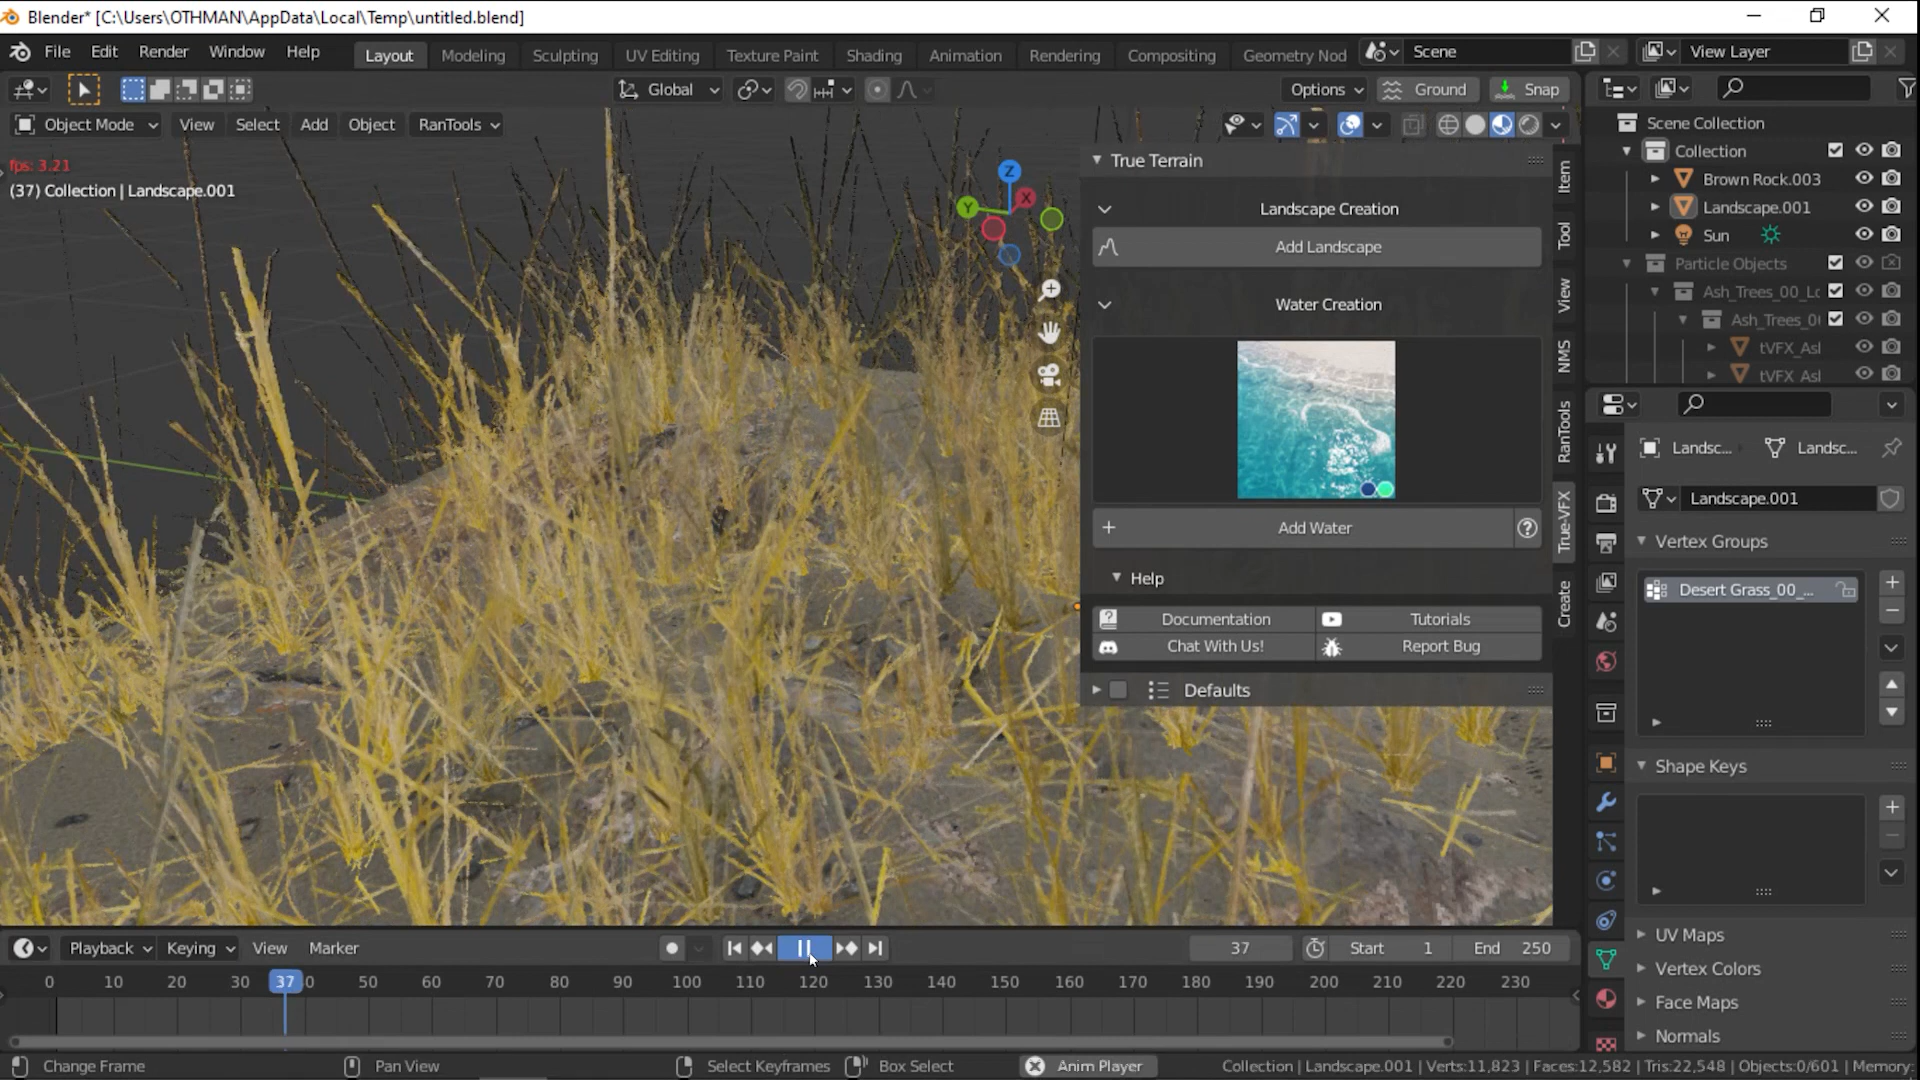 Blender* [C:\Users\OTHMAN\AppData\Local\Temp\untitled.blend]
File Edit Render Window Help Layout Modeling Sculpting UV Editing Texture Paint Shading Animation Rendering Compositing Geometry Nod Scene View Layer
Global Options Ground Snap
Object Mode View Select Add Object RanTools
fps: 3.21
(37) Collection | Landscape.001
Z
X
Y
True Terrain
Landscape Creation
Add Landscape
Water Creation
Add Water
Help
Documentation Tutorials
Chat With Us! Report Bug
Defaults
Item
Tool
View
NMS
RanTools
True-VFX
Create
Scene Collection
Collection
Brown Rock.003
Landscape.001
Sun
Particle Objects
Ash_Trees_00_Lo
Ash_Trees_0
tVFX_Asl
tVFX_Asl
Landsc... Landsc...
Landscape.001
Vertex Groups
Desert Grass_00_...
Shape Keys
UV Maps
Vertex Colors
Face Maps
Normals
Playback Keying View Marker 37 Start 1 End 250
0 10 20 30 37 0 50 60 70 80 90 100 110 120 130 140 150 160 170 180 190 200 210 220 230
Change Frame Pan View Select Keyframes Box Select Anim Player Collection | Landscape.001 | Verts:11,823 | Faces:12,582 | Tris:22,548 | Objects:0/601 | Memory: